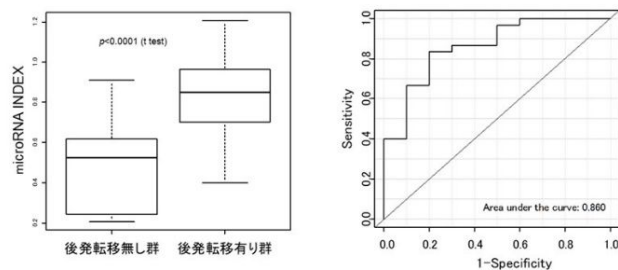 p<0.0001 (t test)
microRNA INDEX
1.2
1.0
0.8
0.6
0.4
0.2
後発転移無し群
後発転移有り群
Sensitivity
1.0
0.8
0.6
0.4
0.2
0.0
Area under the curve: 0.860
0.0 0.2 0.4 0.6 0.8 1.0
1-Specificity